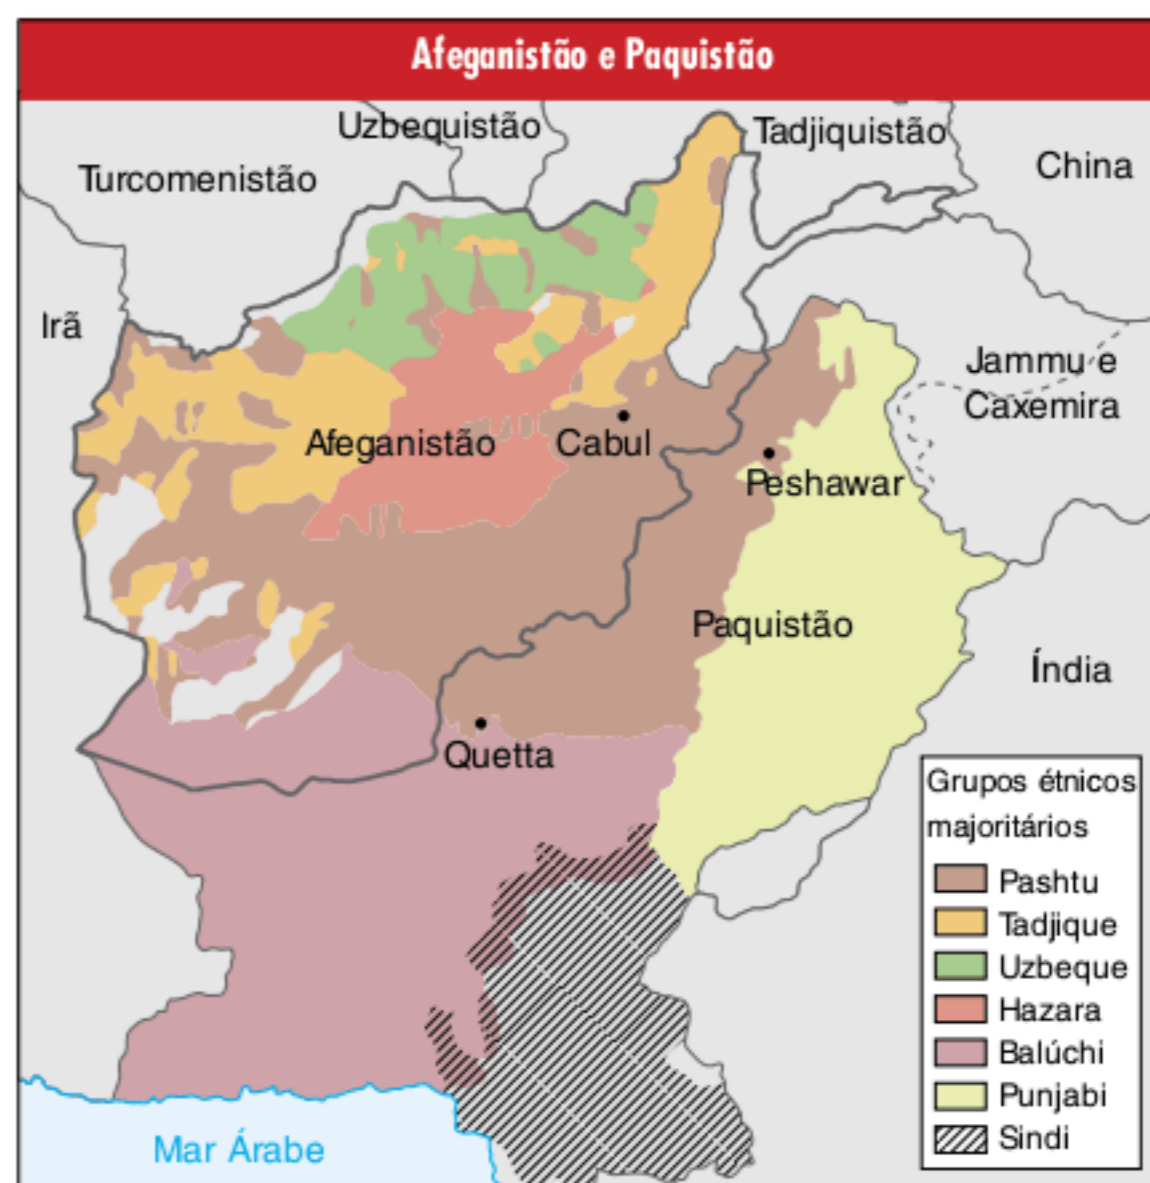 Afeganistão e Paquistão
Uzbequistão
Tadjiquistão
China
Turcomenistão
Irã
Jammu e
Caxemira
Afeganistão
Cabul
Peshawar
Paquistão
Índia
Quetta
Grupos étnicos
majoritários
Pashtu
Tadjique
Uzbeque
Hazara
Balúchi
Punjabi
Sindi
Mar Árabe